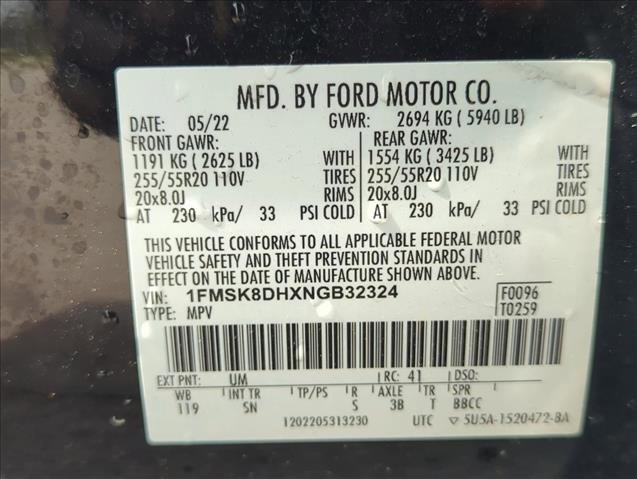 MFD. BY FORD MOTOR CO.
DATE: 05/22 GVWR: 2694 KG ( 5940 LB)
FRONT GAWR: REAR GAWR:
1191 KG ( 2625 LB) WITH 1554 KG ( 3425 LB) WITH
255/55R20 110V TIRES 255/55R20 110V TIRES
20x8.0J RIMS 20x8.0J RIMS
AT 230 kPa/ 33 PSI COLD AT 230 kPa/ 33 PSI COLD
THIS VEHICLE CONFORMS TO ALL APPLICABLE FEDERAL MOTOR
VEHICLE SAFETY AND THEFT PREVENTION STANDARDS IN
EFFECT ON THE DATE OF MANUFACTURE SHOWN ABOVE.
VIN: 1FMSK8DHXNGB32324 F0096
TYPE: MPV T0259
EXT PNT: UM RC: 41 DSO:
WB INT TR TP/PS R AXLE TR SPR
119 SN S 3B T BBCC
1202205313230 UTC ▽ 5U5A-1520472-BA